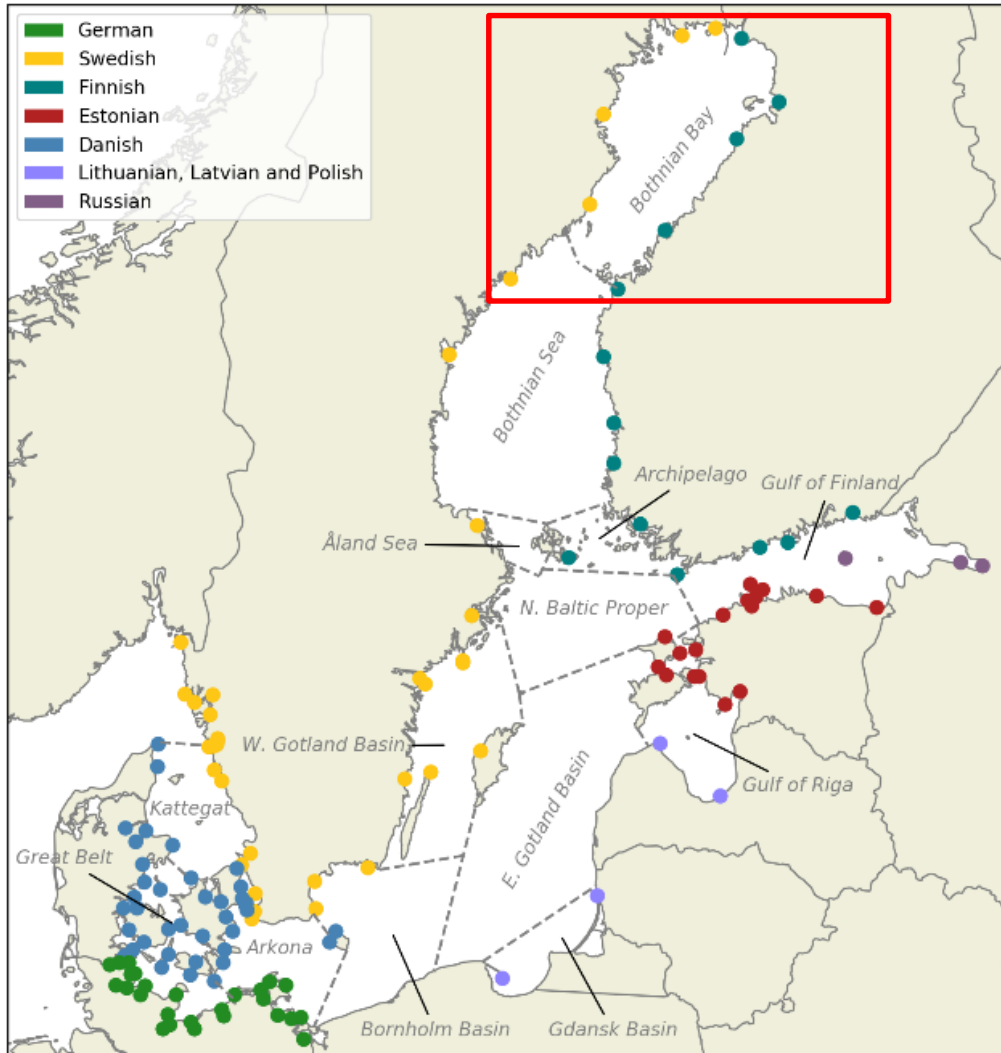 German
Swedish
Finnish
Estonian
Danish
Lithuanian, Latvian and Polish
Russian
Bothnian Bay
Bothnian Sea
Archipelago
Gulf of Finland
Åland Sea
N. Baltic Proper
W. Gotland Basin
E. Gotland Basin
Gulf of Riga
Kattegat
Great Belt
Arkona
Bornholm Basin
Gdansk Basin